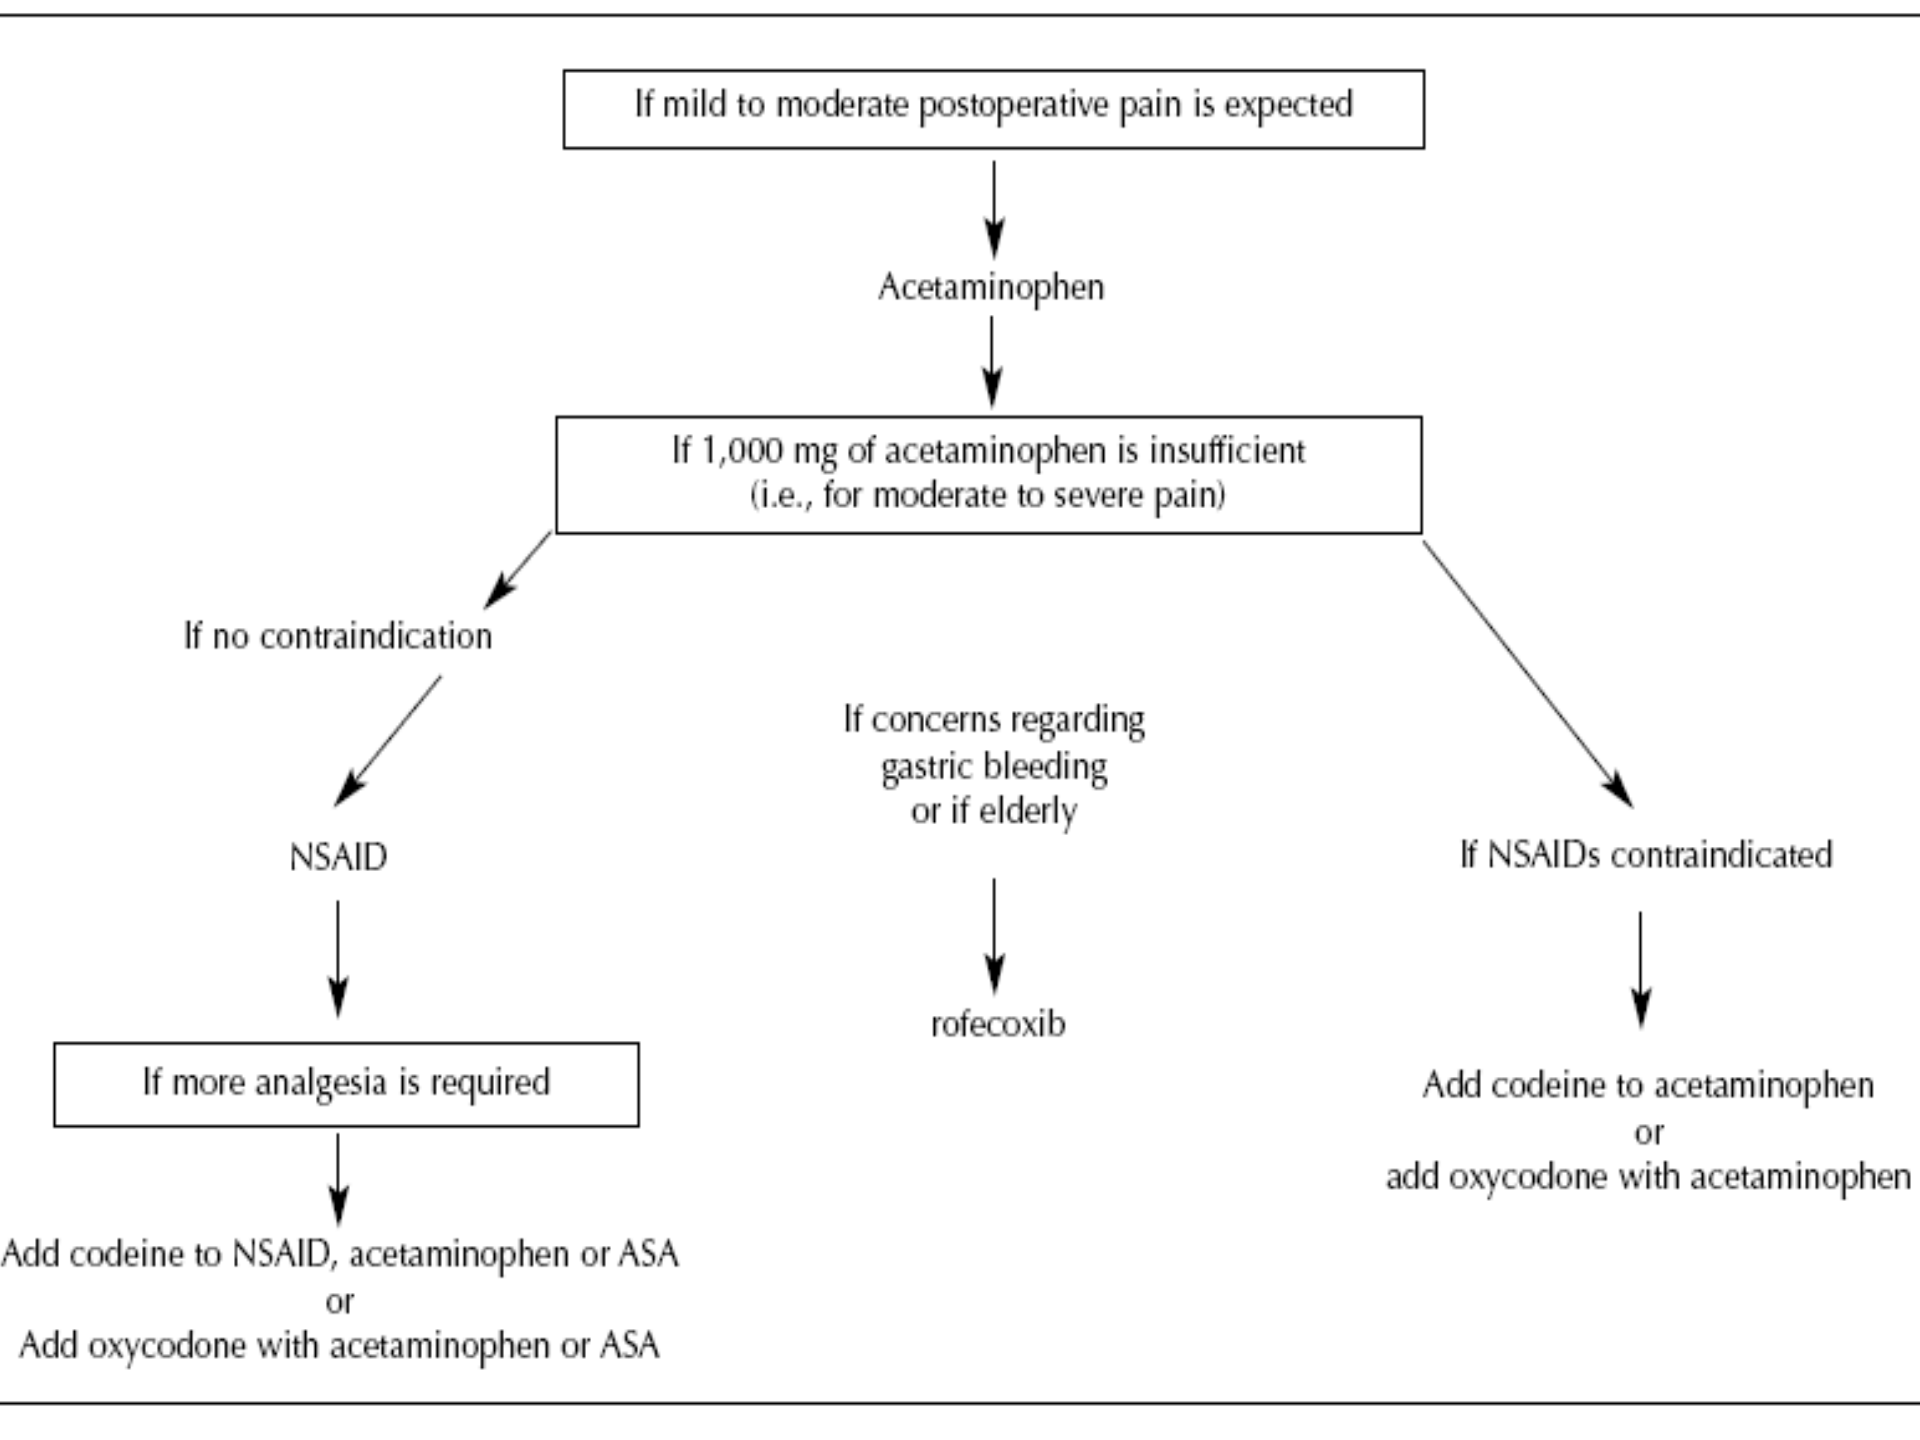 If mild to moderate postoperative pain is expected
Acetaminophen
If 1,000 mg of acetaminophen is insufficient
(i.e., for moderate to severe pain)
If no contraindication
If concerns regarding
gastric bleeding
or if elderly
NSAID
If NSAIDs contraindicated
rofecoxib
If more analgesia is required
Add codeine to acetaminophen
or
add oxycodone with acetaminophen
Add codeine to NSAID, acetaminophen or ASA
or
Add oxycodone with acetaminophen or ASA